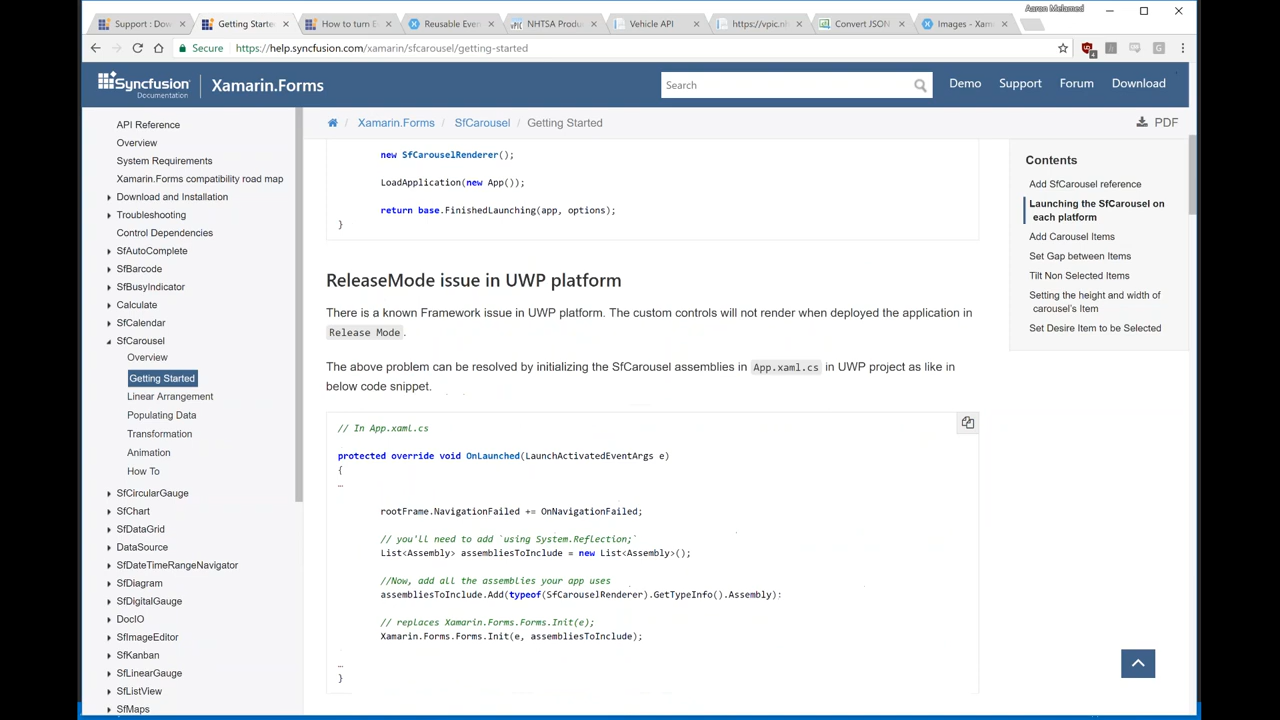 Aaron Melamed
Support : Dow
Getting Starte
How to turn E
Reusable Even
NHTSA Produ
Vehicle API
https://vpic.nh
Convert JSON
Images - Xam
Secure
https://help.syncfusion.com/xamarin/sfcarousel/getting-started
Syncfusion
Documentation
Xamarin.Forms
Search
Demo
Support
Forum
Download
/ Xamarin.Forms / SfCarousel / Getting Started
PDF
API Reference
Overview
System Requirements
Xamarin.Forms compatibility road map
Download and Installation
Troubleshooting
Control Dependencies
SfAutoComplete
SfBarcode
SfBusyIndicator
Calculate
SfCalendar
SfCarousel
Overview
Getting Started
Linear Arrangement
Populating Data
Transformation
Animation
How To
SfCircularGauge
SfChart
SfDataGrid
DataSource
SfDateTimeRangeNavigator
SfDiagram
SfDigitalGauge
DocIO
SfImageEditor
SfKanban
SfLinearGauge
SfListView
SfMaps
new SfCarouselRenderer();
LoadApplication(new App());
return base.FinishedLaunching(app, options);
}
ReleaseMode issue in UWP platform
There is a known Framework issue in UWP platform. The custom controls will not render when deployed the application in
Release Mode.
The above problem can be resolved by initializing the SfCarousel assemblies in App.xaml.cs in UWP project as like in
below code snippet.
// In App.xaml.cs
protected override void OnLaunched(LaunchActivatedEventArgs e)
{
…
rootFrame.NavigationFailed += OnNavigationFailed;
// you'll need to add `using System.Reflection;`
List<Assembly> assembliesToInclude = new List<Assembly>();
//Now, add all the assemblies your app uses
assembliesToInclude.Add(typeof(SfCarouselRenderer).GetTypeInfo().Assembly);
// replaces Xamarin.Forms.Forms.Init(e);
Xamarin.Forms.Forms.Init(e, assembliesToInclude);
…
}
Contents
Add SfCarousel reference
Launching the SfCarousel on
each platform
Add Carousel Items
Set Gap between Items
Tilt Non Selected Items
Setting the height and width of
carousel's Item
Set Desire Item to be Selected